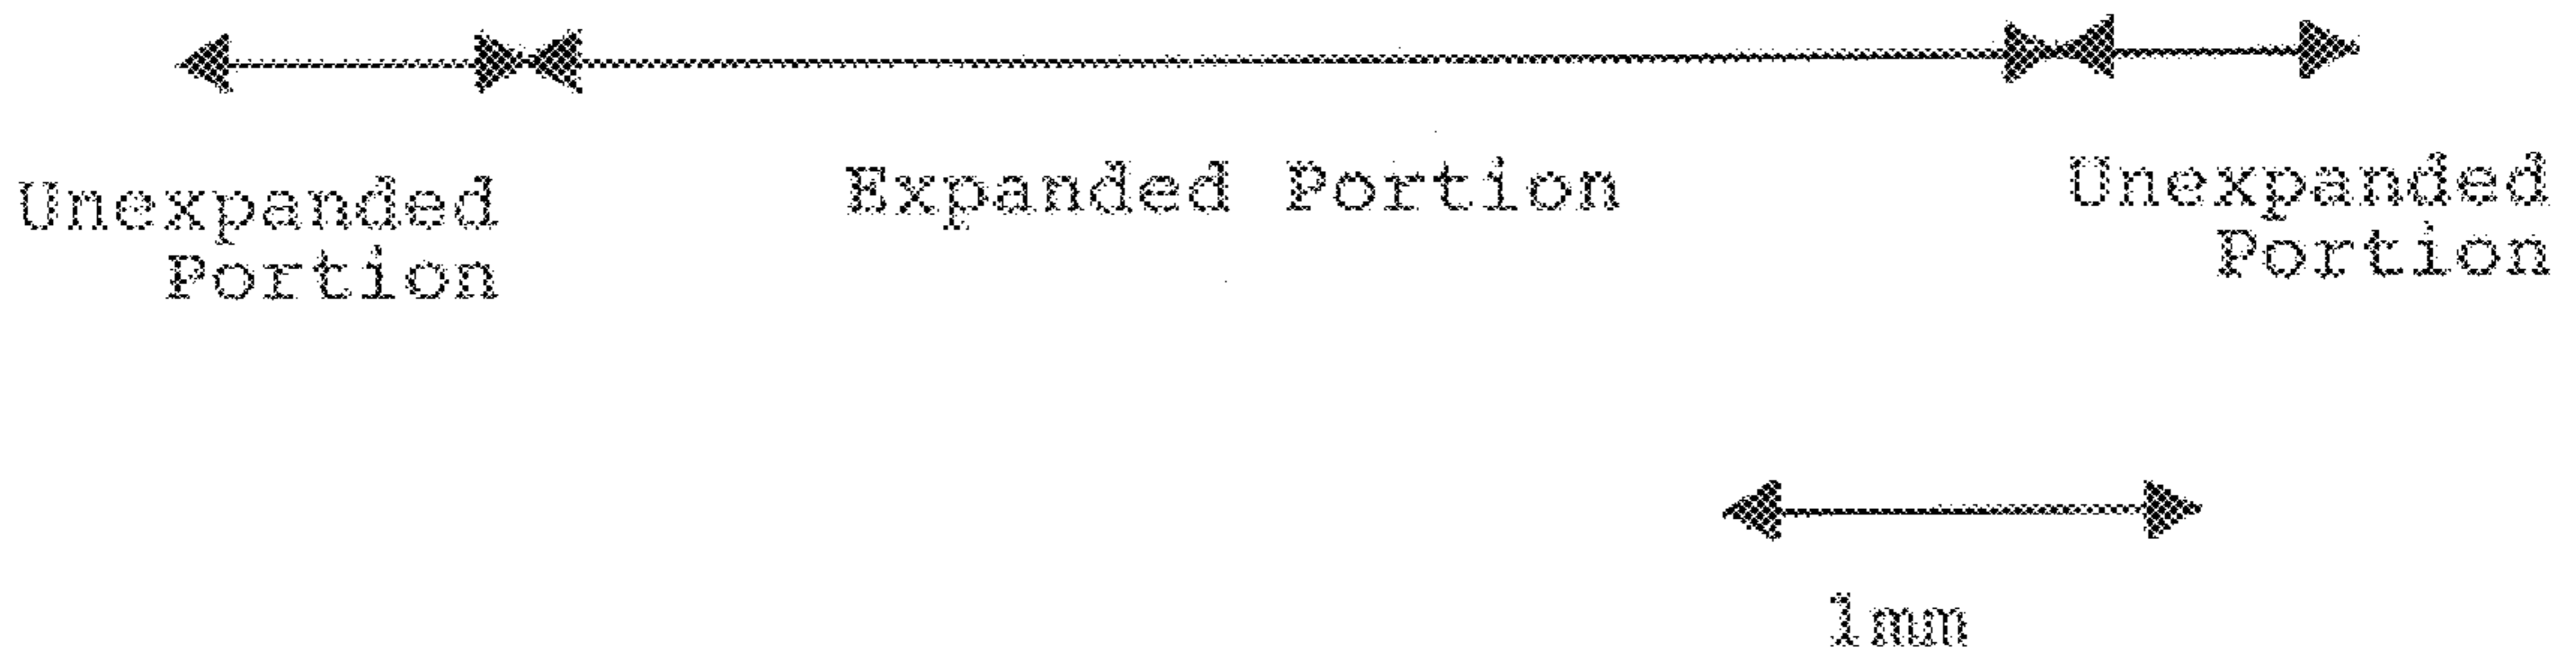 Unexpanded
Portion
Expanded Portion
Unexpanded
Portion
1mm